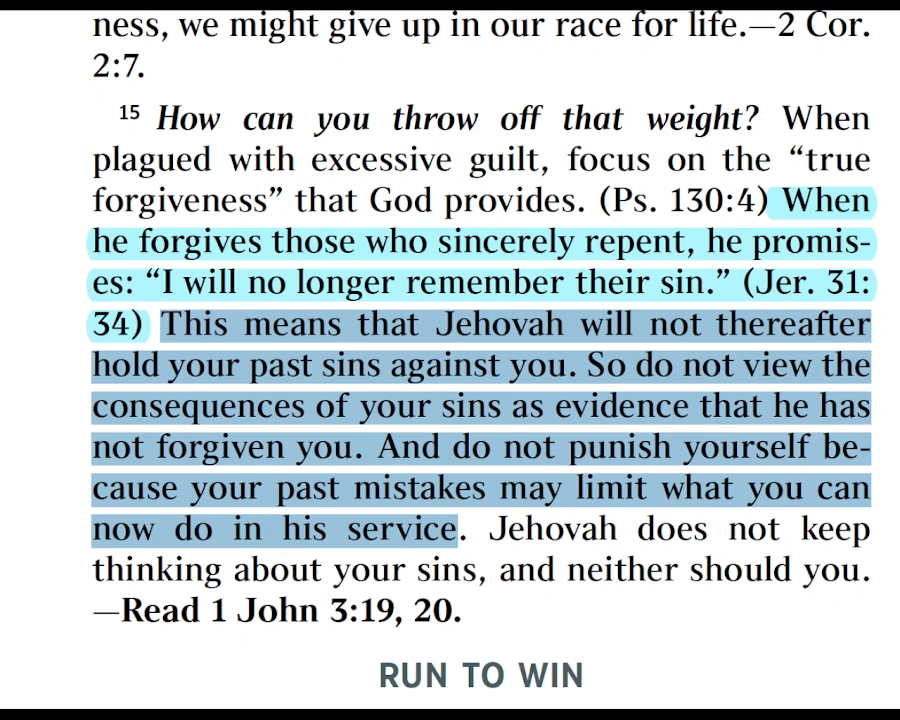 ness, we might give up in our race for life.—2 Cor.
2:7.
15 How can you throw off that weight? When
plagued with excessive guilt, focus on the “true
forgiveness” that God provides. (Ps. 130:4) When
he forgives those who sincerely repent, he promis-
es: “I will no longer remember their sin.” (Jer. 31:
34) This means that Jehovah will not thereafter
hold your past sins against you. So do not view the
consequences of your sins as evidence that he has
not forgiven you. And do not punish yourself be-
cause your past mistakes may limit what you can
now do in his service. Jehovah does not keep
thinking about your sins, and neither should you.
—Read 1 John 3:19, 20.
RUN TO WIN